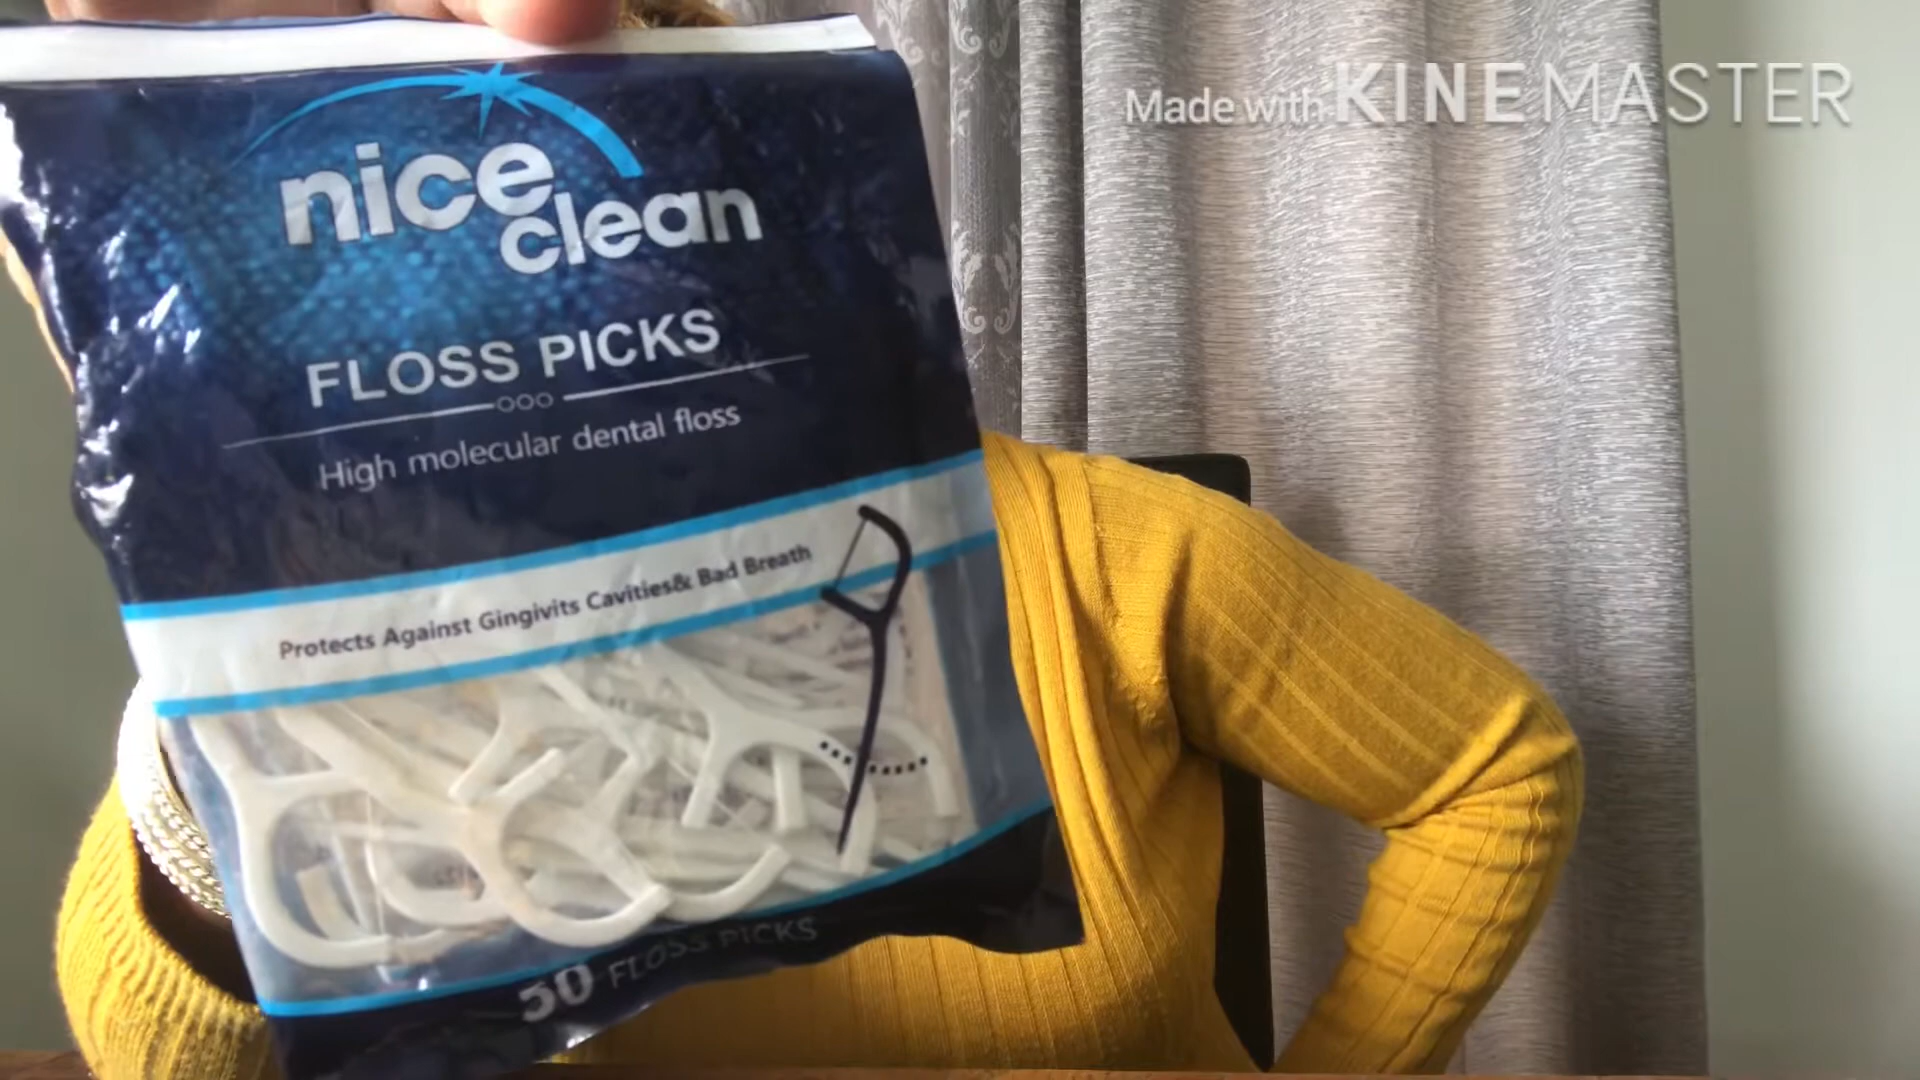 Made with KINEMASTER
nice
clean
FLOSS PICKS
High molecular dental floss
Protects Against Gingivits Cavities& Bad Breath
50 FLOSS PICKS